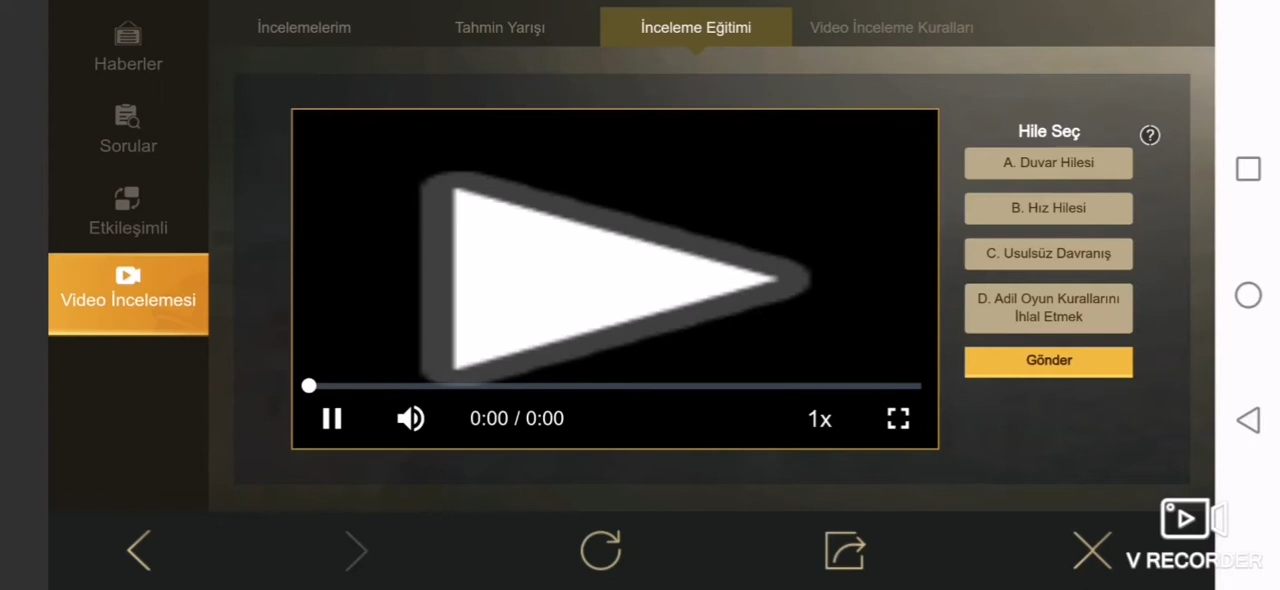 İncelemelerim
Tahmin Yarışı
İnceleme Eğitimi
Video İnceleme Kuralları
Haberler
Sorular
Etkileşimli
Video İncelemesi
Hile Seç
?
A. Duvar Hilesi
B. Hız Hilesi
C. Usulsüz Davranış
D. Adil Oyun Kurallarını
İhlal Etmek
Gönder
0:00 / 0:00
1x
V RECORDER